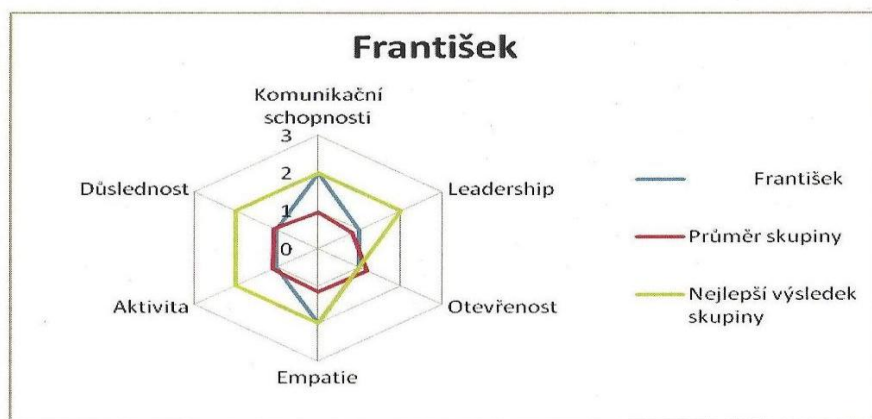 František
Komunikační
schopnosti
3
2
1
0
Důslednost
Leadership
Aktivita
Otevřenost
Empatie
František
Průměr skupiny
Nejlepší výsledek
skupiny